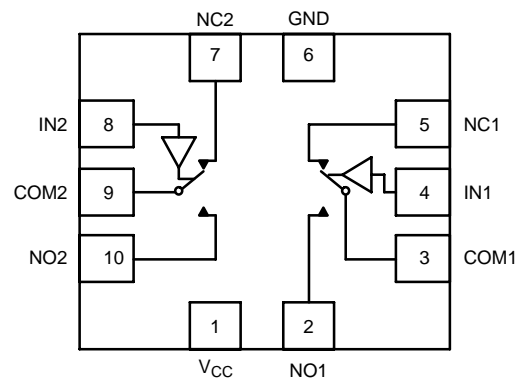 NC2 GND
7 6
IN2 8 5 NC1
COM2 9 4 IN1
NO2 10 3 COM1
1 2
VCC NO1